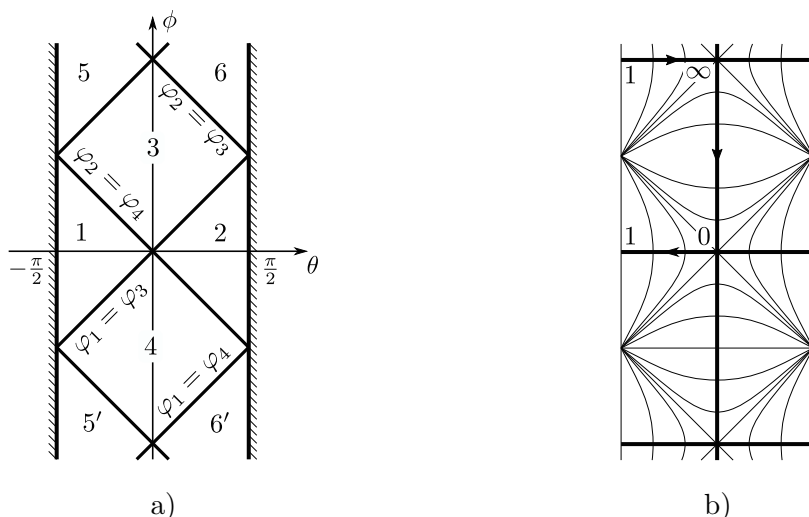 ϕ
5
6
φ₂ = φ₃
3
φ₂ = φ₄
1
2
−π/2
π/2
θ
φ₁ = φ₃
4
φ₁ = φ₄
5′
6′
a)
1
∞
1
0
b)